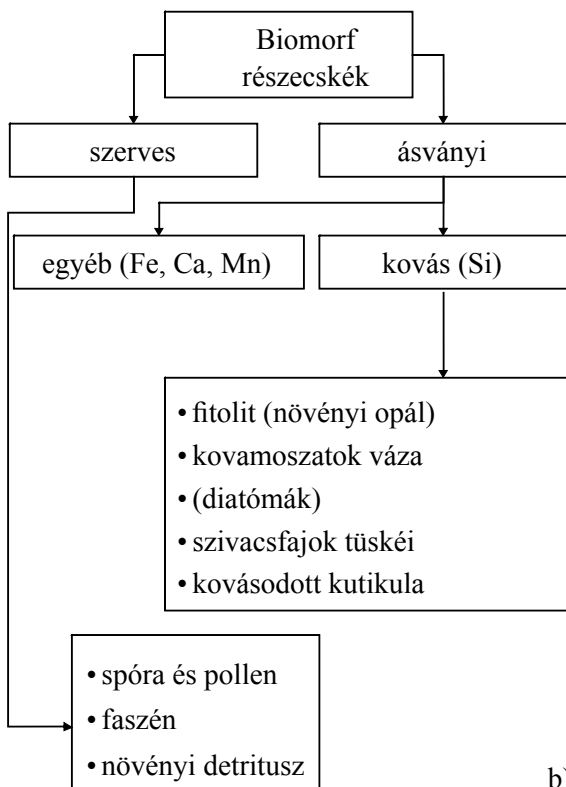 Biomorf
részecskék
szerves
ásványi
egyéb (Fe, Ca, Mn)
kovás (Si)
• fitolit (növényi opál)
• kovamoszatok váza
• (diatómák)
• szivacsfajok tüskéi
• kovásodott kutikula
• spóra és pollen
• faszén
• növényi detritusz
b)